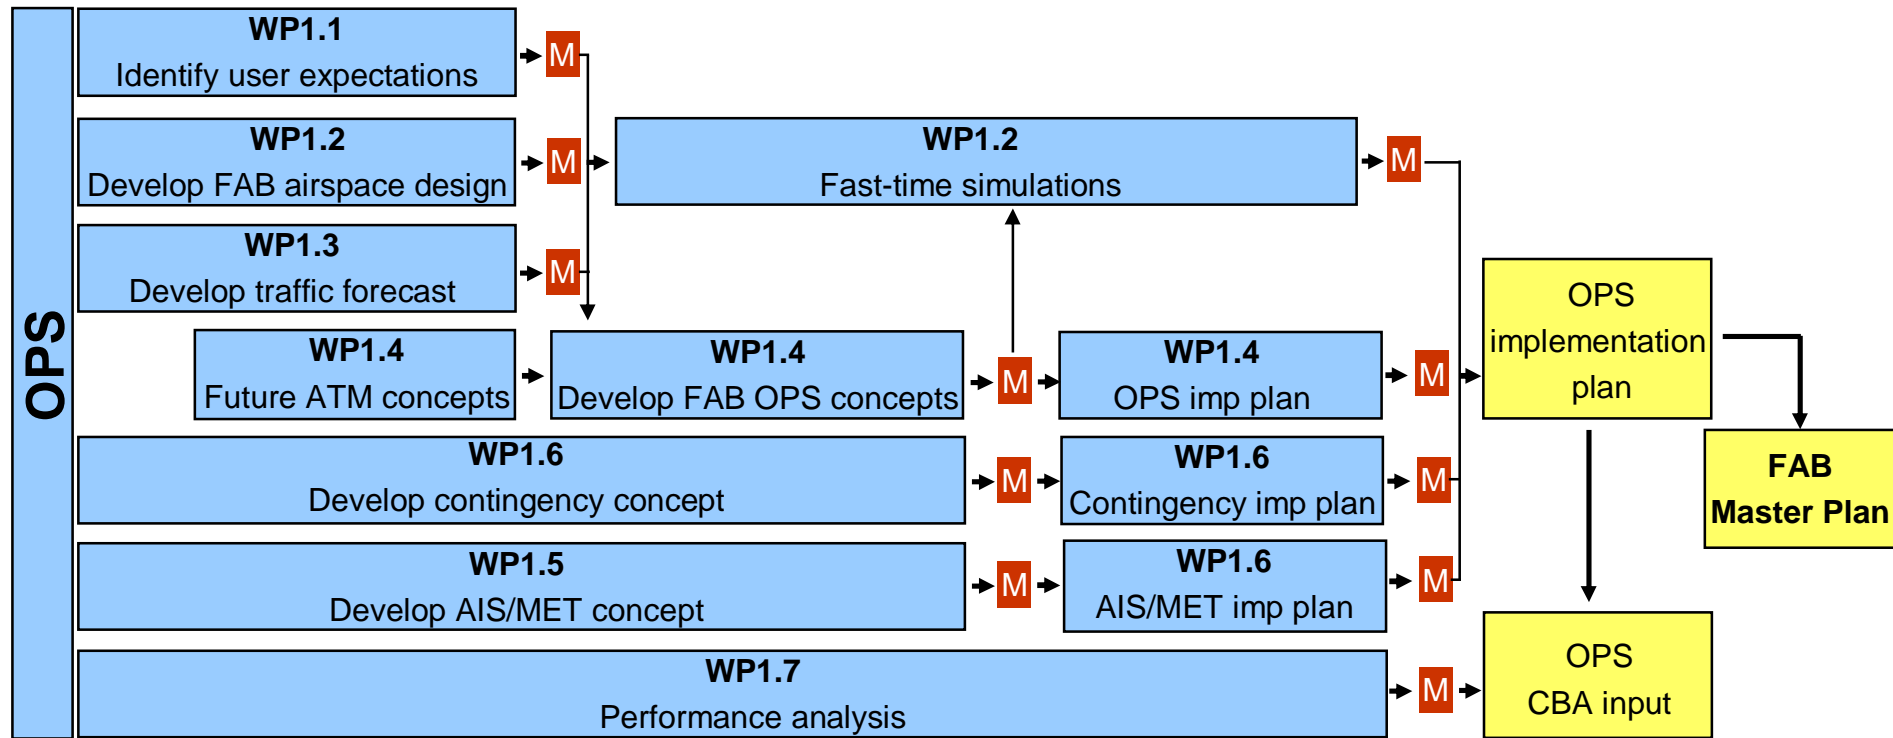 OPS
WP1.1
Identify user expectations
M
WP1.2
Develop FAB airspace design
M
WP1.2
Fast-time simulations
M
WP1.3
Develop traffic forecast
M
WP1.4
Future ATM concepts
WP1.4
Develop FAB OPS concepts
M
WP1.4
OPS imp plan
M
OPS
implementation
plan
FAB
Master Plan
WP1.6
Develop contingency concept
M
WP1.6
Contingency imp plan
M
WP1.5
Develop AIS/MET concept
M
WP1.6
AIS/MET imp plan
M
WP1.7
Performance analysis
M
OPS
CBA input